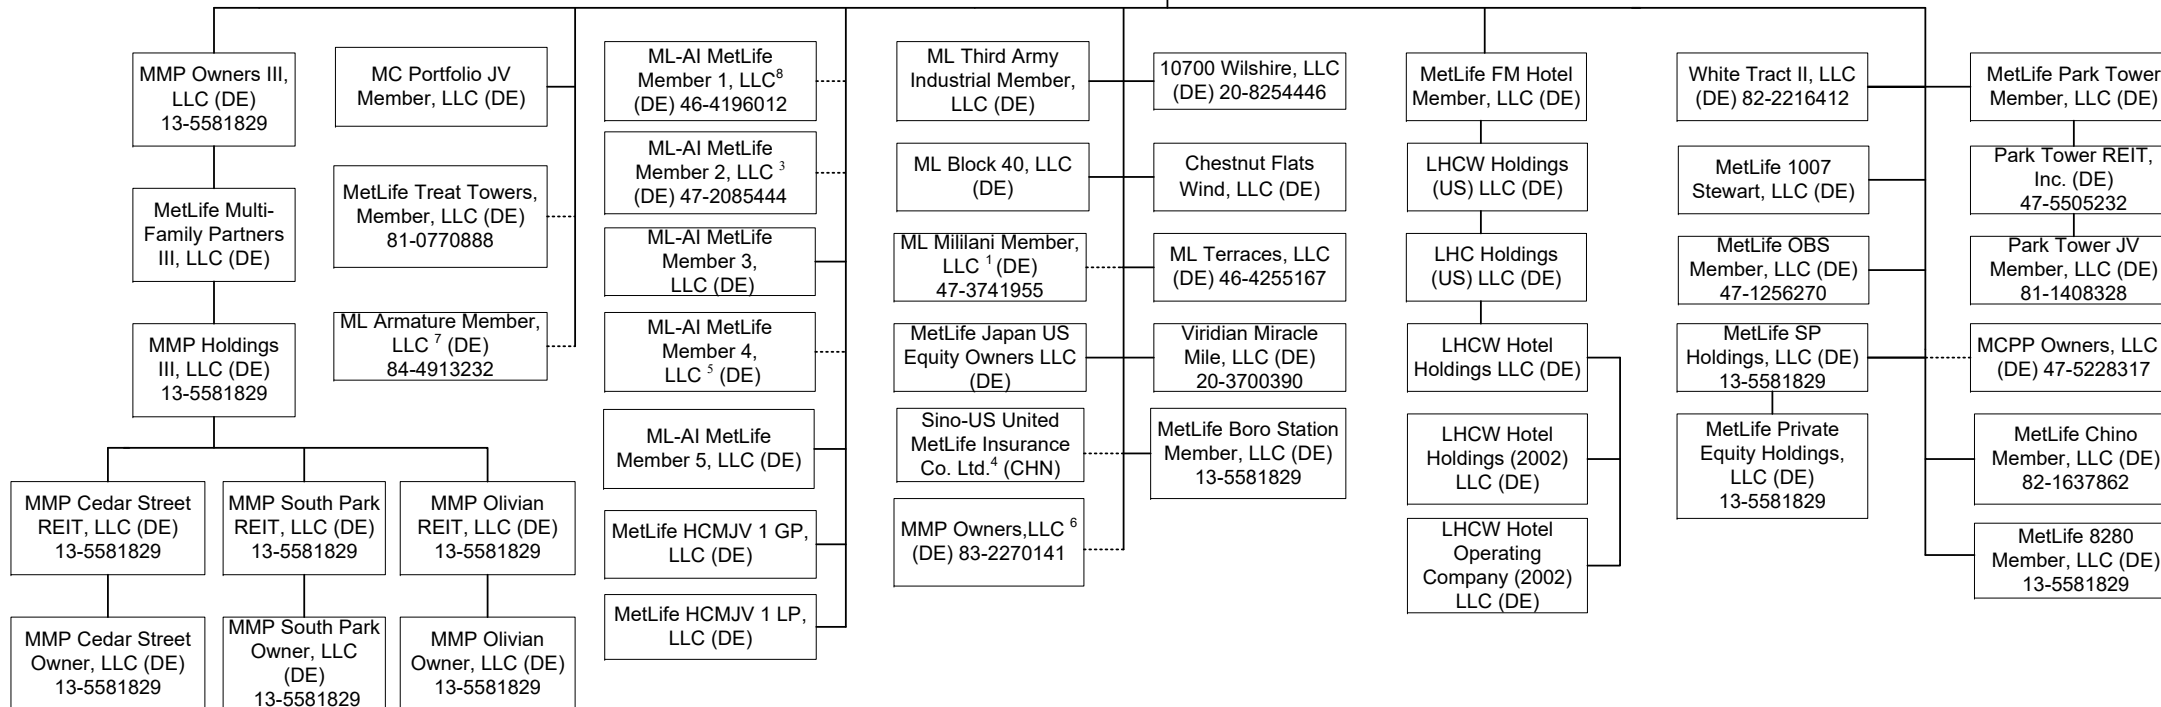 MMP Owners III,
LLC (DE)
13-5581829
MetLife Multi-
Family Partners
III, LLC (DE)
MMP Holdings
III, LLC (DE)
13-5581829
MMP Cedar Street
REIT, LLC (DE)
13-5581829
MMP South Park
REIT, LLC (DE)
13-5581829
MMP Olivian
REIT, LLC (DE)
13-5581829
MMP Cedar Street
Owner, LLC (DE)
13-5581829
MMP South Park
Owner, LLC
(DE)
13-5581829
MMP Olivian
Owner, LLC (DE)
13-5581829
MC Portfolio JV
Member, LLC (DE)
MetLife Treat Towers,
Member, LLC (DE)
81-0770888
ML Armature Member,
LLC 7 (DE)
84-4913232
ML-AI MetLife
Member 1, LLC8
(DE) 46-4196012
ML-AI MetLife
Member 2, LLC 3
(DE) 47-2085444
ML-AI MetLife
Member 3,
LLC (DE)
ML-AI MetLife
Member 4,
LLC 5 (DE)
ML-AI MetLife
Member 5, LLC (DE)
MetLife HCMJV 1 GP,
LLC (DE)
MetLife HCMJV 1 LP,
LLC (DE)
ML Third Army
Industrial Member,
LLC (DE)
ML Block 40, LLC
(DE)
ML Mililani Member,
LLC 1 (DE)
47-3741955
MetLife Japan US
Equity Owners LLC
(DE)
Sino-US United
MetLife Insurance
Co. Ltd.4 (CHN)
MMP Owners,LLC 6
(DE) 83-2270141
10700 Wilshire, LLC
(DE) 20-8254446
Chestnut Flats
Wind, LLC (DE)
ML Terraces, LLC
(DE) 46-4255167
Viridian Miracle
Mile, LLC (DE)
20-3700390
MetLife Boro Station
Member, LLC (DE)
13-5581829
MetLife FM Hotel
Member, LLC (DE)
LHCW Holdings
(US) LLC (DE)
LHC Holdings
(US) LLC (DE)
LHCW Hotel
Holdings LLC (DE)
LHCW Hotel
Holdings (2002)
LLC (DE)
LHCW Hotel
Operating
Company (2002)
LLC (DE)
White Tract II, LLC
(DE) 82-2216412
MetLife 1007
Stewart, LLC (DE)
MetLife OBS
Member, LLC (DE)
47-1256270
MetLife SP
Holdings, LLC (DE)
13-5581829
MetLife Private
Equity Holdings,
LLC (DE)
13-5581829
MetLife Park Tower
Member, LLC (DE)
Park Tower REIT,
Inc. (DE)
47-5505232
Park Tower JV
Member, LLC (DE)
81-1408328
MCPP Owners, LLC
(DE) 47-5228317
MetLife Chino
Member, LLC (DE)
82-1637862
MetLife 8280
Member, LLC (DE)
13-5581829